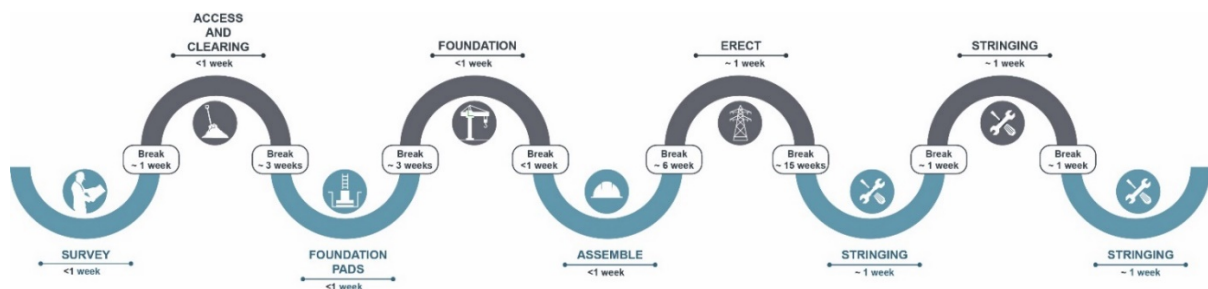 ACCESS
AND
CLEARING
<1 week
FOUNDATION
<1 week
ERECT
~ 1 week
STRINGING
~ 1 week
Break
~ 1 week
Break
~ 3 weeks
Break
~ 3 weeks
Break
<1 week
Break
~ 6 week
Break
~ 15 weeks
Break
~ 1 week
Break
~ 1 week
SURVEY
<1 week
FOUNDATION
PADS
<1 week
ASSEMBLE
<1 week
STRINGING
~ 1 week
STRINGING
~ 1 week